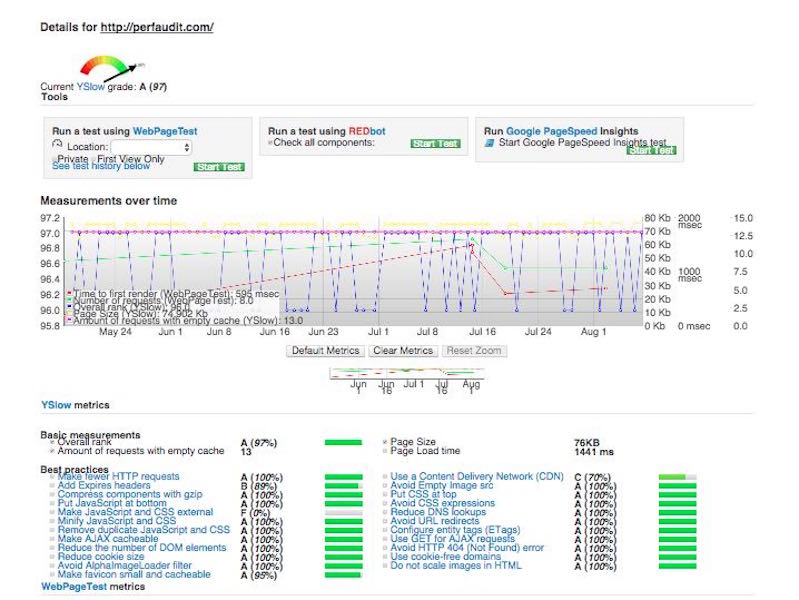 Details for http://perfaudit.com/
Current YSlow grade: A (97)
Tools
Run a test using WebPageTest
Location:
Private First View Only
See test history below
Start Test
Run a test using REDbot
Check all components:
Start Test
Run Google PageSpeed Insights
Start Google PageSpeed Insights test
Start Test
Measurements over time
97.2 80 Kb 2000 msec 15.0
97.0 70 Kb 12.5
96.8 60 Kb
50 Kb 10.0
96.6
96.4 40 Kb 1000 msec 7.5
30 Kb 5.0
96.2 20 Kb
96.0 10 Kb 2.5
95.8 0 Kb 0 msec 0.0
Time to first render (WebPageTest): 595 msec
Number of requests (WebPageTest): 8.0
Overall rank (YSlow): 96.0
Page Size (YSlow): 74,902 Kb
Amount of requests with empty cache (YSlow): 13.0
May 24 Jun 1 Jun 8 Jun 16 Jun 23 Jul 1 Jul 8 Jul 16 Jul 24 Aug 1
Default Metrics Clear Metrics Reset Zoom
Jun 1 Jun 16 Jul 1 Jul 16 Aug 1
YSlow metrics
Basic measurements
Overall rank A (97%)
Amount of requests with empty cache 13
Page Size 76KB
Page Load time 1441 ms
Best practices
Make fewer HTTP requests A (100%)
Add Expires headers B (89%)
Compress components with gzip A (100%)
Put JavaScript at bottom A (100%)
Make JavaScript and CSS external F (0%)
Minify JavaScript and CSS A (100%)
Remove duplicate JavaScript and CSS A (100%)
Make AJAX cacheable A (100%)
Reduce the number of DOM elements A (100%)
Reduce cookie size A (100%)
Avoid AlphaImageLoader filter A (100%)
Make favicon small and cacheable A (95%)
Use a Content Delivery Network (CDN) C (70%)
Avoid Empty Image src A (100%)
Put CSS at top A (100%)
Avoid CSS expressions A (100%)
Reduce DNS lookups A (100%)
Avoid URL redirects A (100%)
Configure entity tags (ETags) A (100%)
Use GET for AJAX requests A (100%)
Avoid HTTP 404 (Not Found) error A (100%)
Use cookie-free domains A (100%)
Do not scale images in HTML A (100%)
WebPageTest metrics